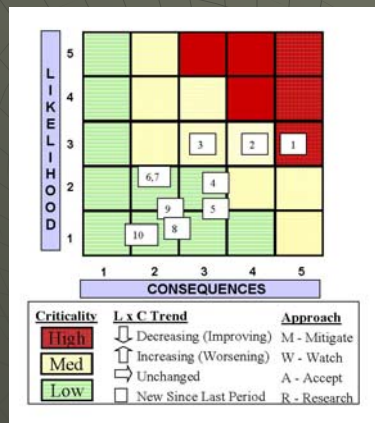 LIKELIHOOD
5
4
3
3
2
1
2
6,7
4
9
5
1
10
8
1
2
3
4
5
CONSEQUENCES
Criticality
High
Med
Low
L x C Trend
Decreasing (Improving)
Increasing (Worsening)
Unchanged
New Since Last Period
Approach
M - Mitigate
W - Watch
A - Accept
R - Research